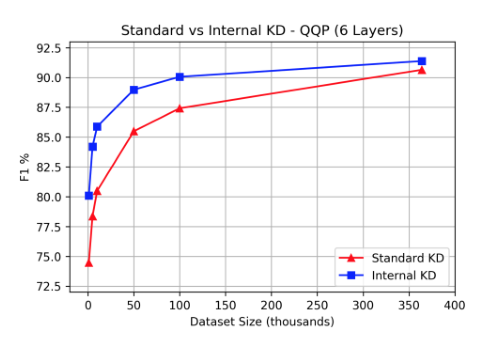 Standard vs Internal KD - QQP (6 Layers)
92.5
90.0
87.5
85.0
82.5
80.0
77.5
75.0
72.5
F1 %
0 50 100 150 200 250 300 350 400
Dataset Size (thousands)
Standard KD
Internal KD